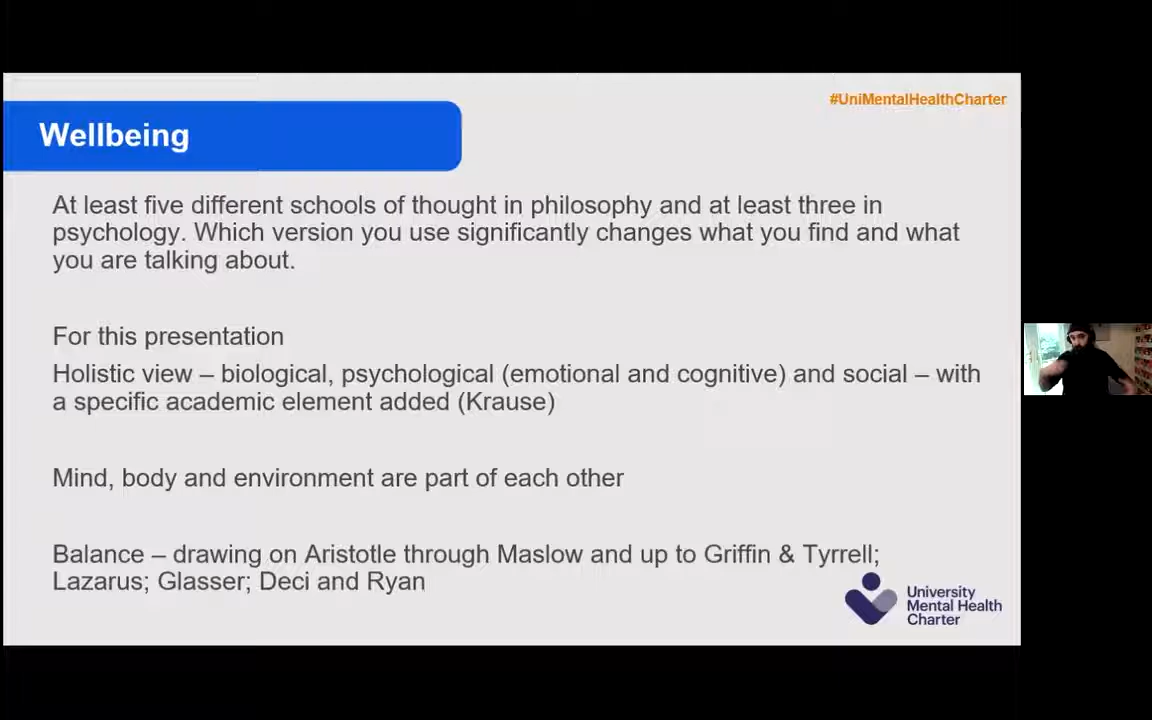 #UniMentalHealthCharter
Wellbeing
At least five different schools of thought in philosophy and at least three in
psychology. Which version you use significantly changes what you find and what
you are talking about.
For this presentation
Holistic view – biological, psychological (emotional and cognitive) and social – with
a specific academic element added (Krause)
Mind, body and environment are part of each other
Balance – drawing on Aristotle through Maslow and up to Griffin & Tyrrell;
Lazarus; Glasser; Deci and Ryan
University
Mental Health
Charter